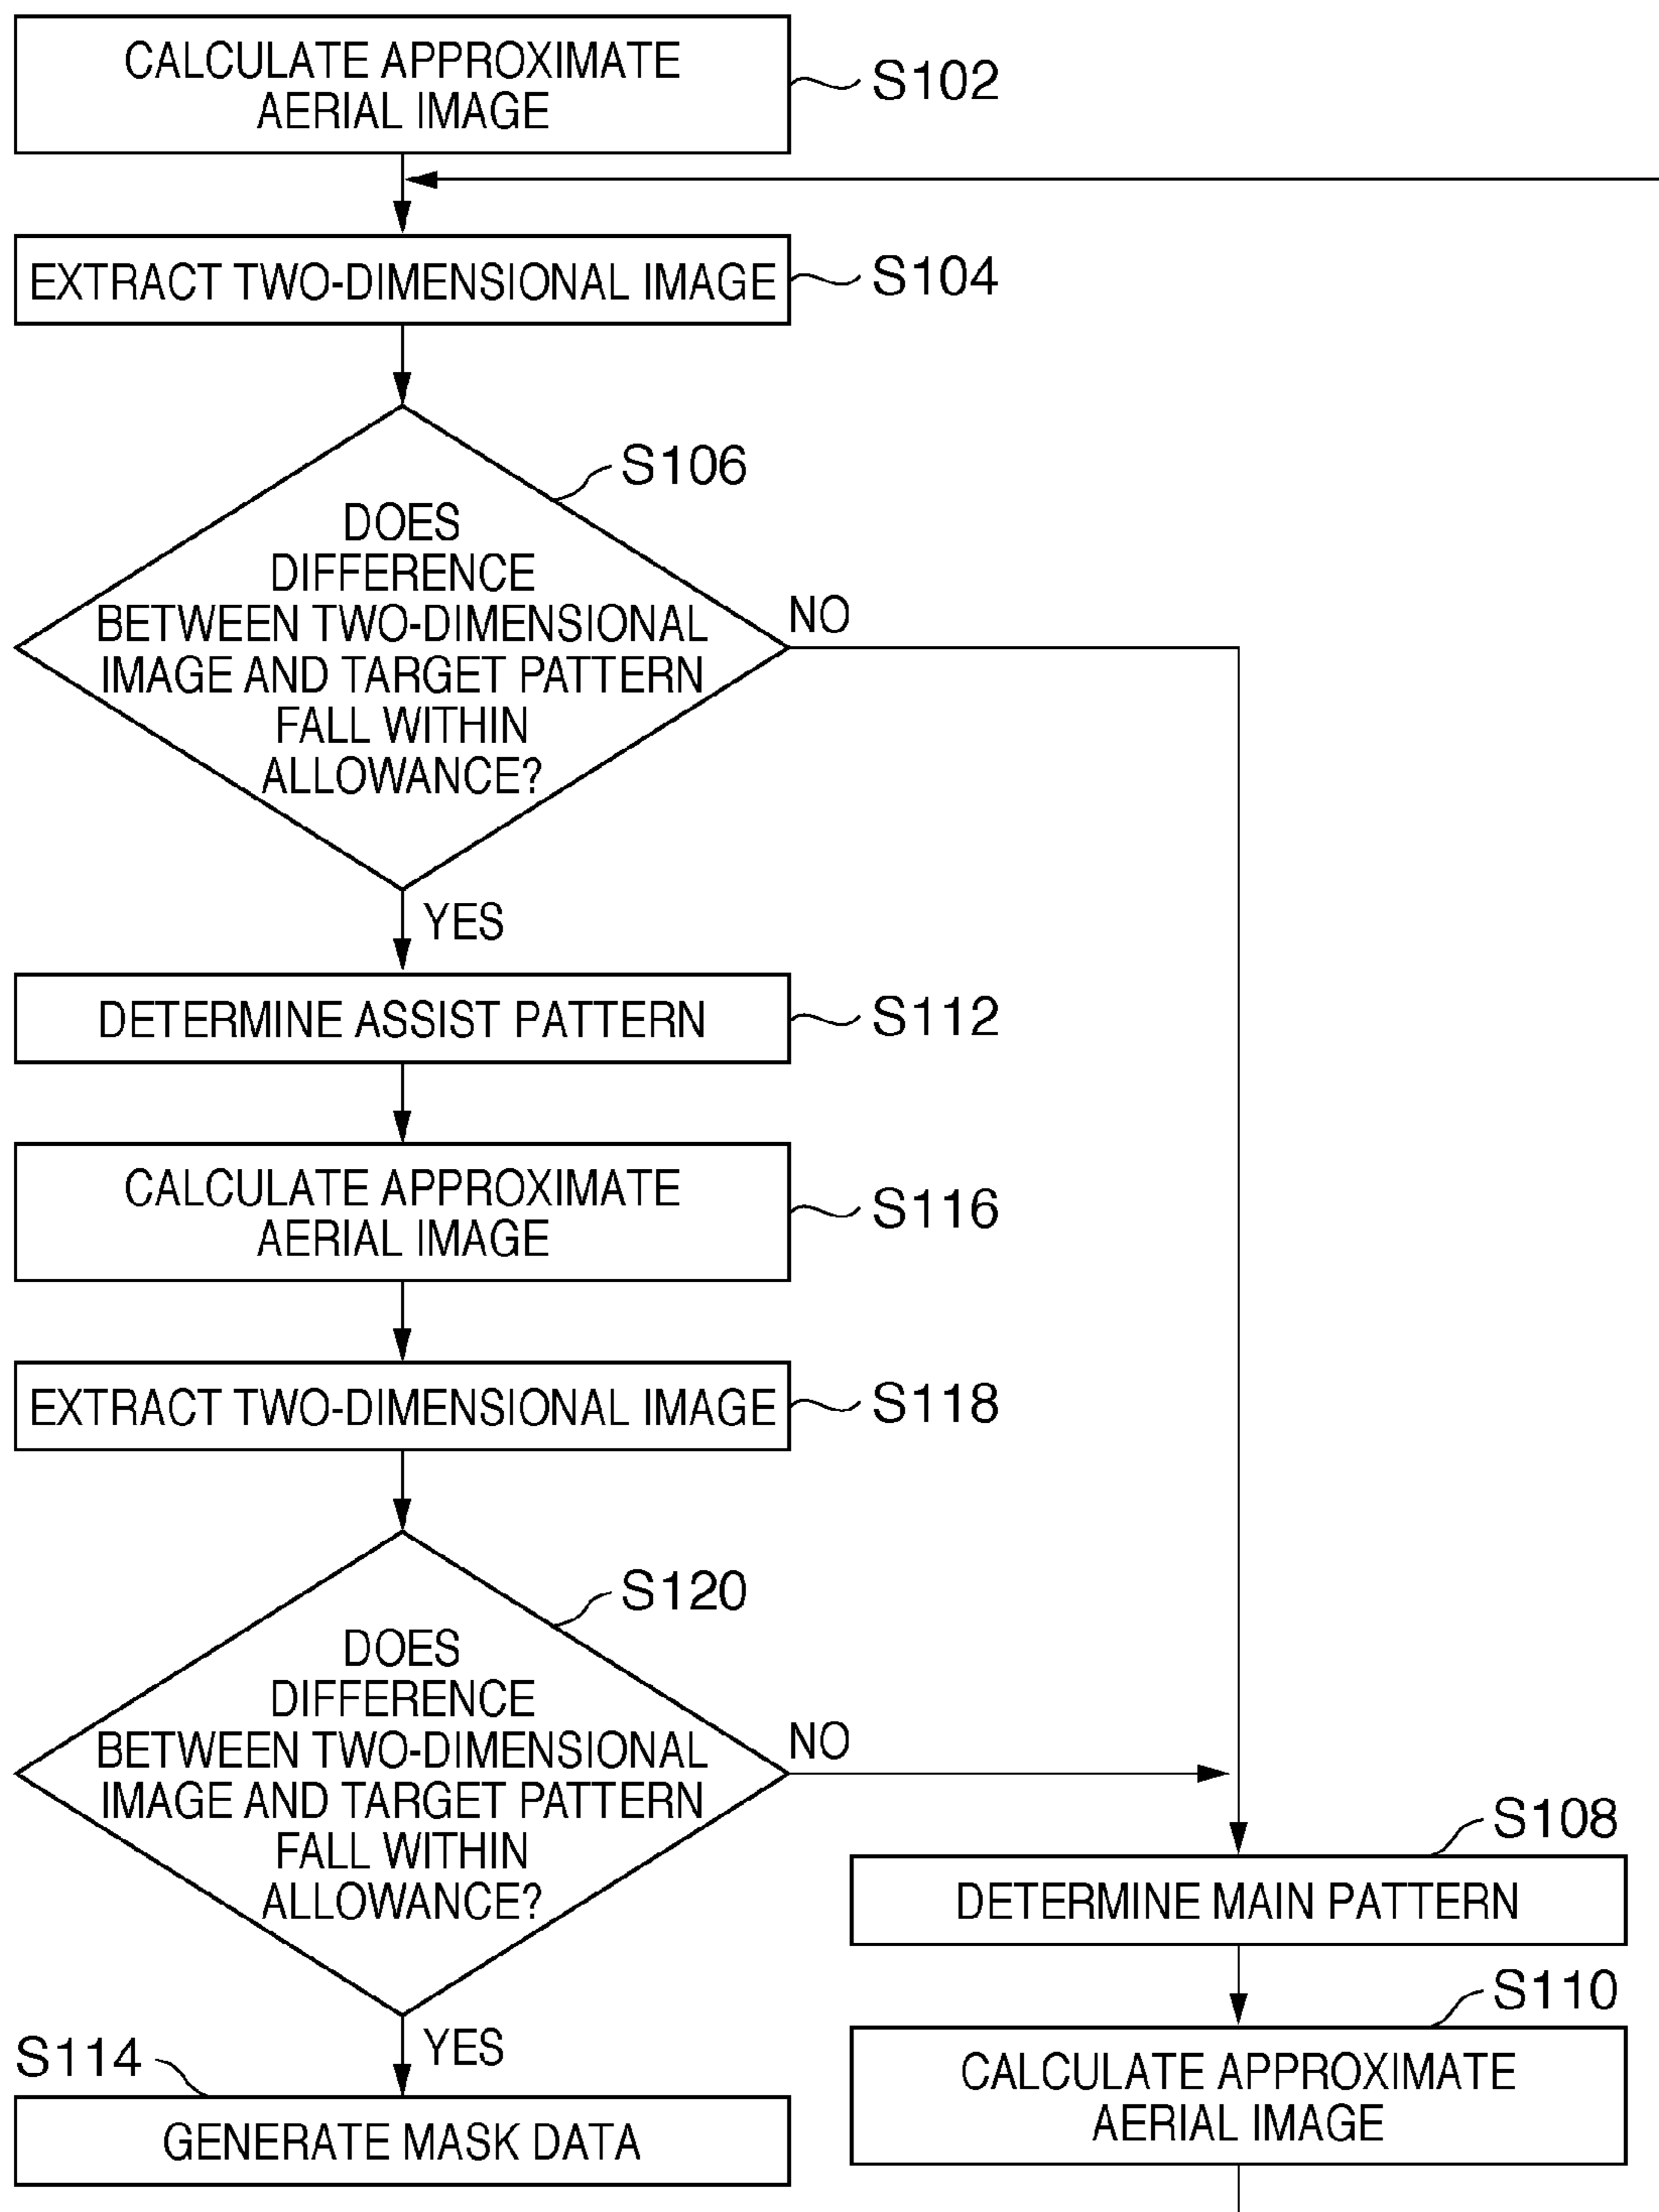 CALCULATE APPROXIMATE
AERIAL IMAGE
S102
EXTRACT TWO-DIMENSIONAL IMAGE
S104
S106
DOES
DIFFERENCE
BETWEEN TWO-DIMENSIONAL
IMAGE AND TARGET PATTERN
FALL WITHIN
ALLOWANCE?
NO
YES
DETERMINE ASSIST PATTERN
S112
CALCULATE APPROXIMATE
AERIAL IMAGE
S116
EXTRACT TWO-DIMENSIONAL IMAGE
S118
S120
DOES
DIFFERENCE
BETWEEN TWO-DIMENSIONAL
IMAGE AND TARGET PATTERN
FALL WITHIN
ALLOWANCE?
NO
YES
S108
DETERMINE MAIN PATTERN
S110
CALCULATE APPROXIMATE
AERIAL IMAGE
S114
GENERATE MASK DATA